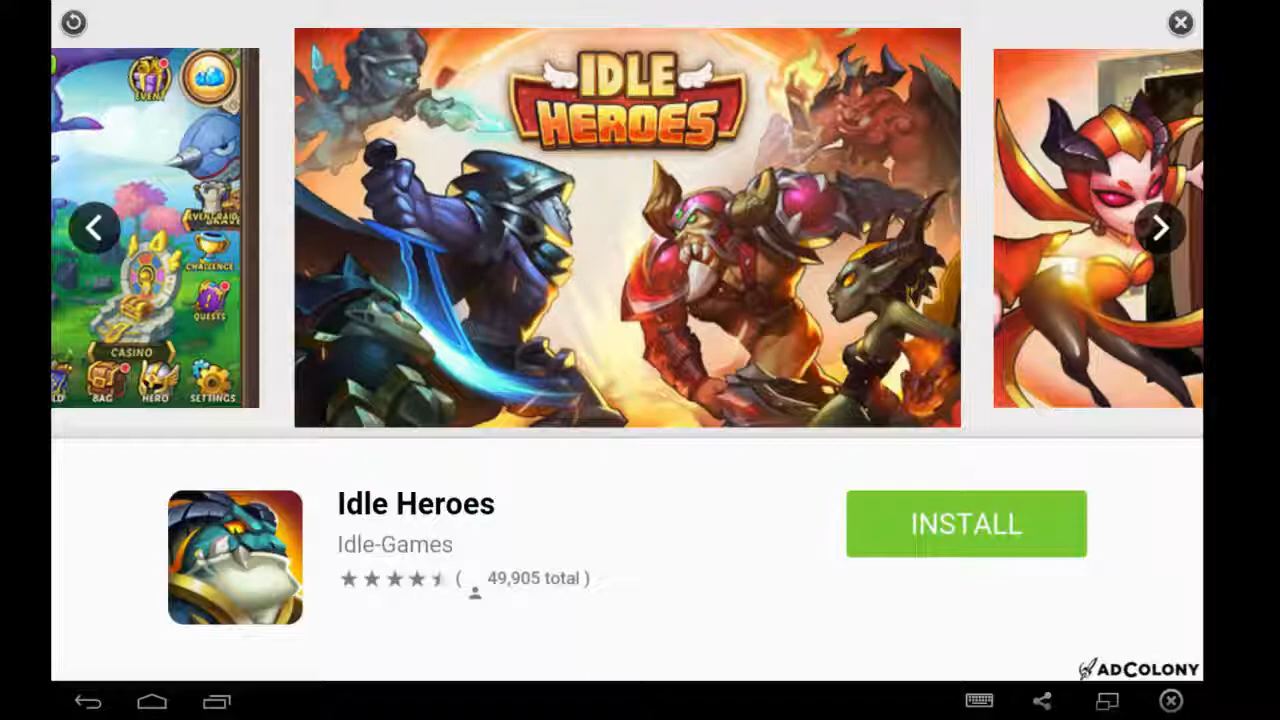 EVENT
IDLE
HEROES
CHALLENGE
QUESTS
CASINO
BAG
HERO
SETTINGS
Idle Heroes
Idle-Games
( 49,905 total )
INSTALL
ADCOLONY